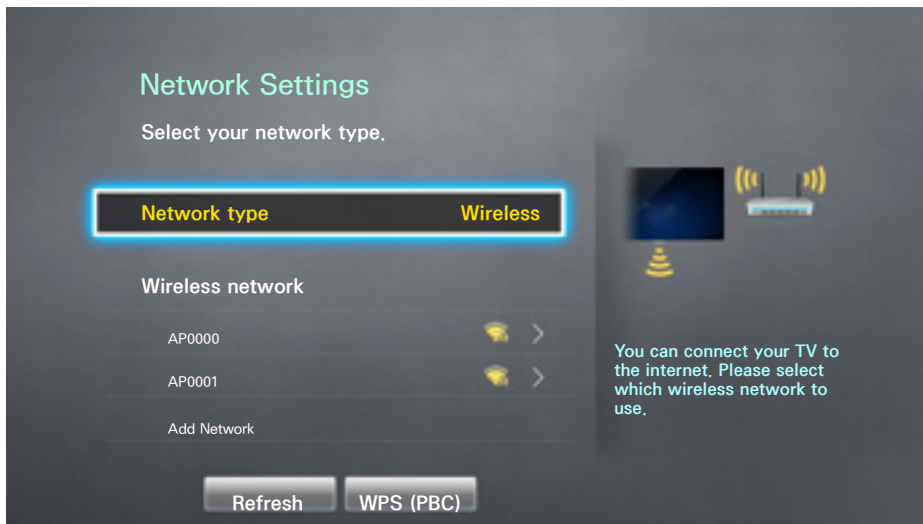 Network Settings
Select your network type.
Network type Wireless
Wireless network
AP0000
AP0001
Add Network
Refresh WPS (PBC)
You can connect your TV to
the internet. Please select
which wireless network to
use.